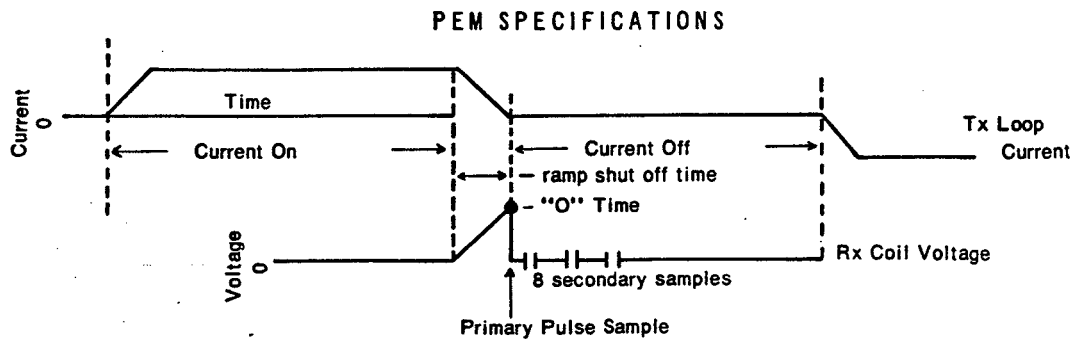 PEM SPECIFICATIONS
Current
0
Time
Current On
Current Off
Tx Loop
Current
ramp shut off time
"O" Time
Voltage
0
Rx Coil Voltage
8 secondary samples
Primary Pulse Sample